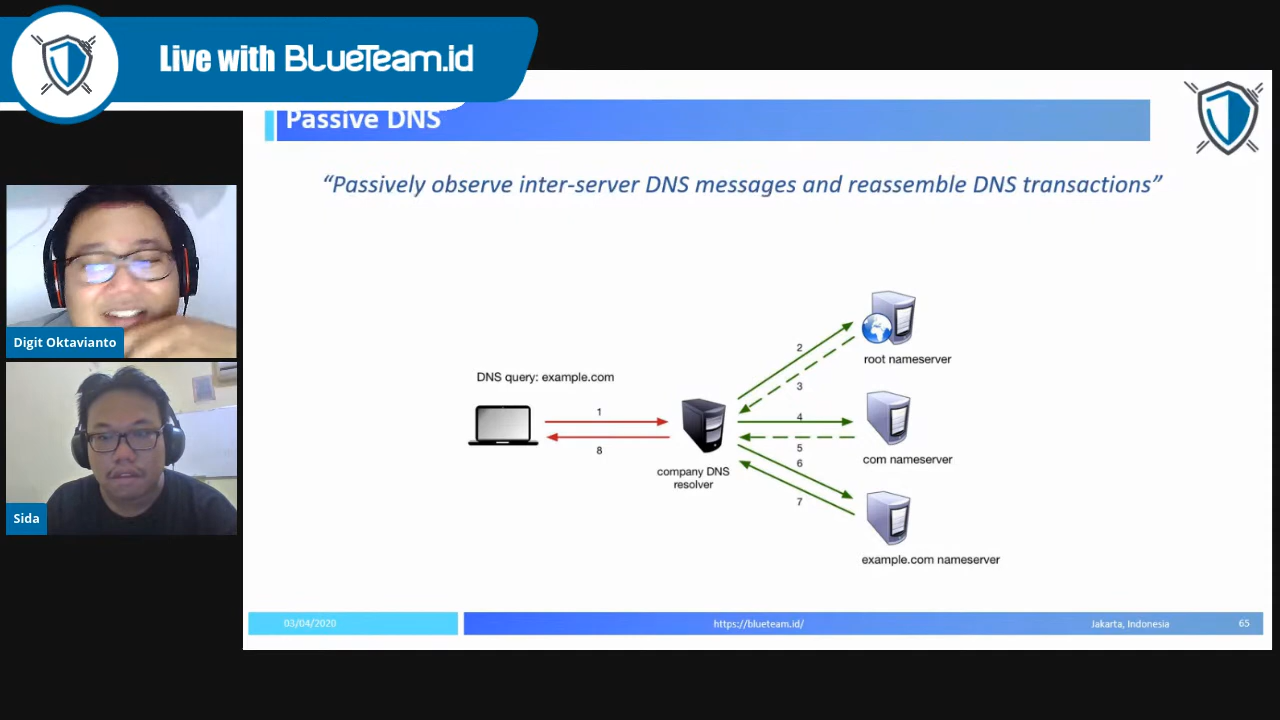 Live with BLueTeam.id
Passive DNS
“Passively observe inter-server DNS messages and reassemble DNS transactions”
Digit Oktavianto
Sida
DNS query: example.com
1
8
company DNS
resolver
2
3
4
5
6
7
root nameserver
com nameserver
example.com nameserver
03/04/2020
https://blueteam.id/
Jakarta, Indonesia
65